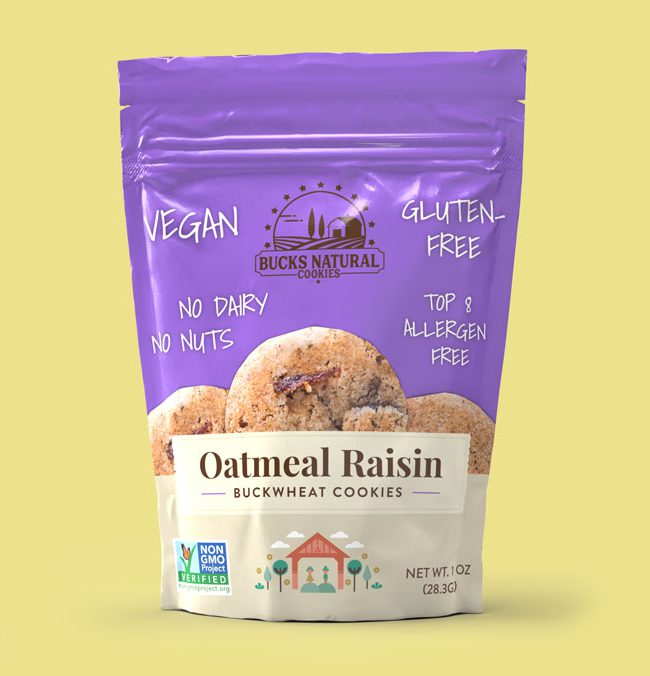 VEGAN
GLUTEN-
FREE
BUCKS NATURAL
COOKIES
NO DAIRY
NO NUTS
TOP 8
ALLERGEN
FREE
Oatmeal Raisin
BUCKWHEAT COOKIES
NON
GMO
Project
VERIFIED
nongmoproject.org
NET WT. 1 OZ
(28.3G)